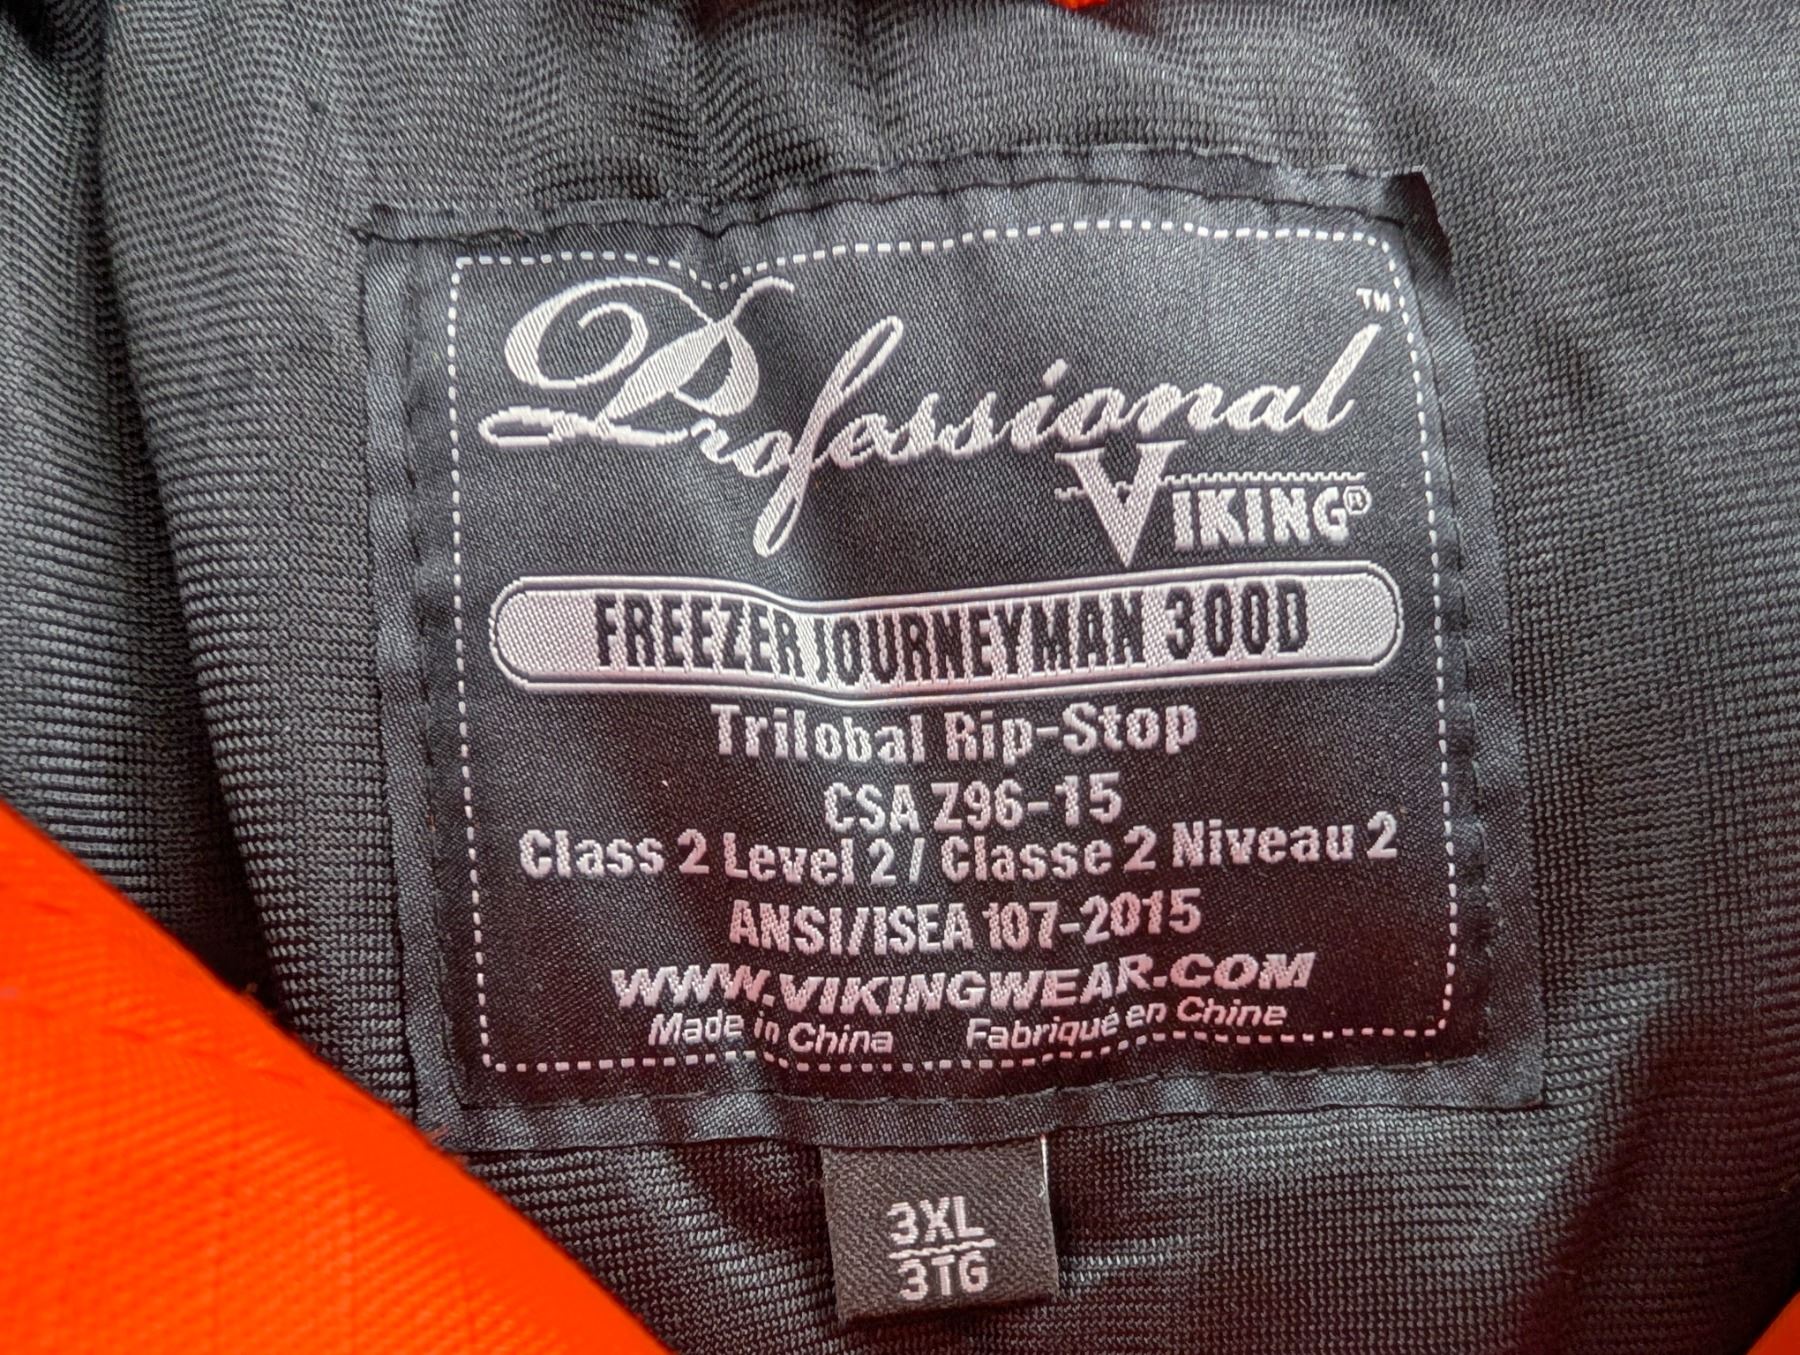 Professional™
VIKING®
FREEZER JOURNEYMAN 300D
Trilobal Rip-Stop
CSA Z96-15
Class 2 Level 2 / Classe 2 Niveau 2
ANSI/ISEA 107-2015
WWW.VIKINGWEAR.COM
Made in China Fabriqué en Chine
3XL
3TG